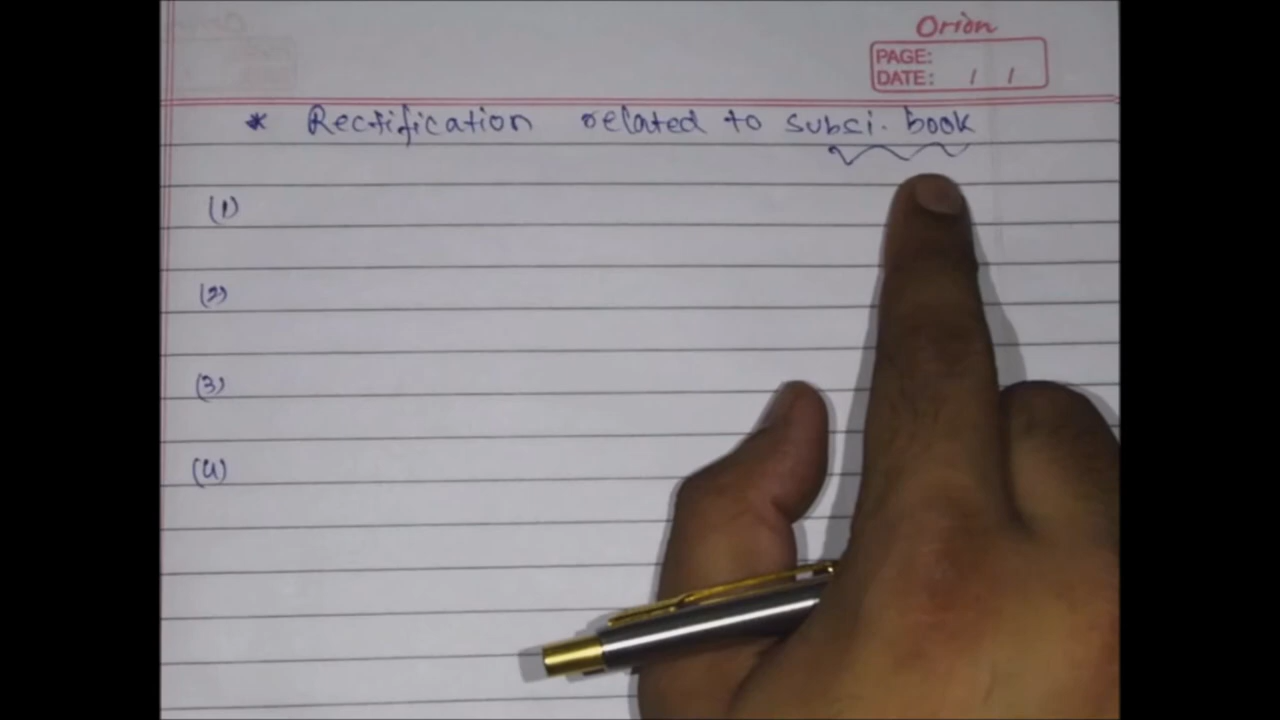 Orion
PAGE:
DATE: / /
* Rectification related to subsi. book
(1)
(2)
(3)
(4)